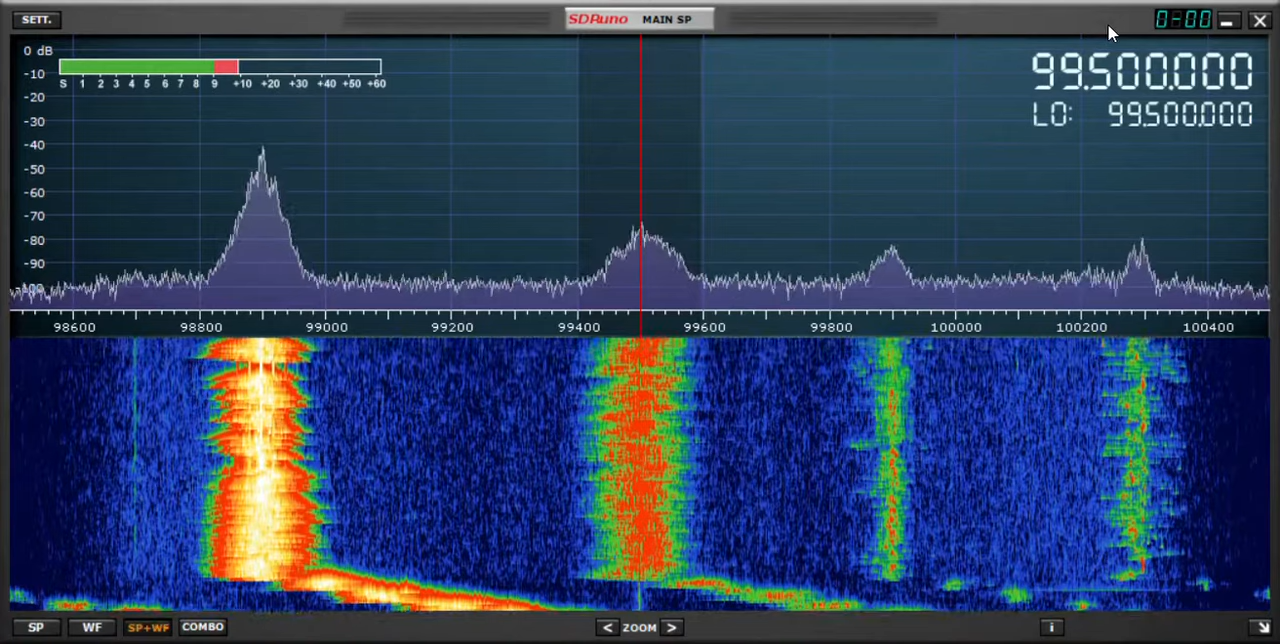 SETT.
SDRuno MAIN SP
0-00
0 dB
-10
-20
-30
-40
-50
-60
-70
-80
-90
-100
S 1 2 3 4 5 6 7 8 9 +10 +20 +30 +40 +50 +60
99.500.000
LO: 99.500.000
98600 98800 99000 99200 99400 99600 99800 100000 100200 100400
SP WF SP+WF COMBO < ZOOM > i